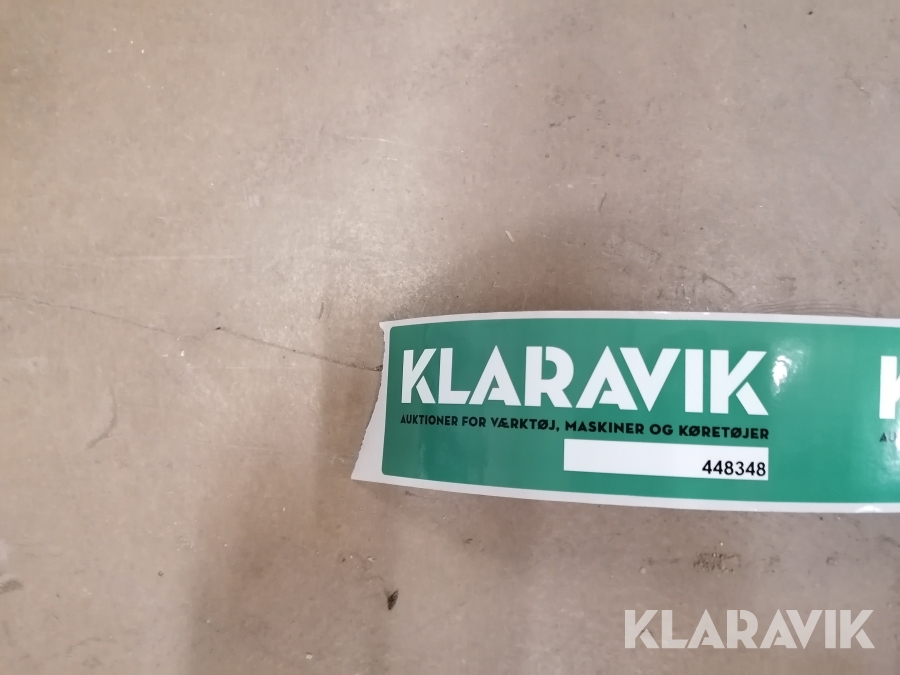 KLARAVIK
AUKTIONER FOR VÆRKTØJ, MASKINER OG KØRETØJER
448348
KLARAVIK